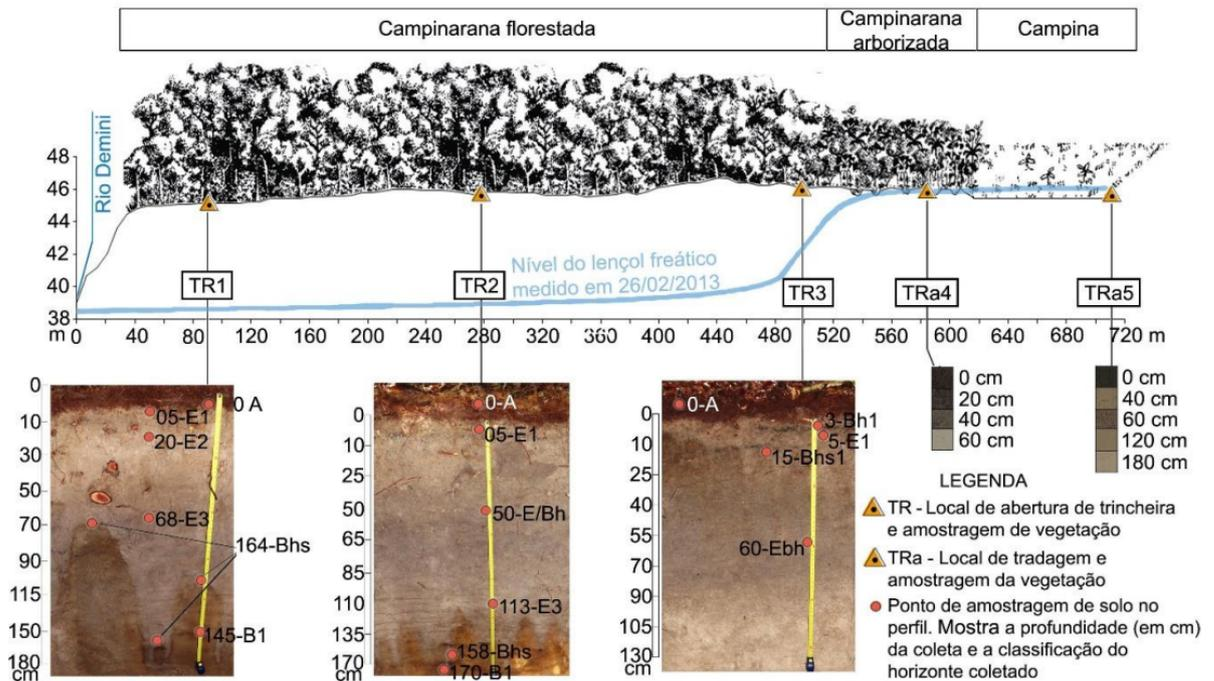 Campinarana florestada
Campinarana
arborizada
Campina
Rio Demini
48
46
44
42
40
38
m
Nível do lençol freático
medido em 26/02/2013
TR1
TR2
TR3
TRa4
TRa5
0 40 80 120 160 200 240 280 320 360 400 440 480 520 560 600 640 680 720 m
0
10
30
50
70
90
115
150
180
cm
0 A
05-E1
20-E2
68-E3
164-Bhs
145-B1
0
10
25
40
65
85
110
135
170
cm
0-A
05-E1
50-E/Bh
113-E3
158-Bhs
170-B1
0
10
25
40
55
70
90
105
130
cm
0-A
3-Bh1
5-E1
15-Bhs1
60-Ebh
0 cm
20 cm
40 cm
60 cm
0 cm
40 cm
60 cm
120 cm
180 cm
LEGENDA
TR - Local de abertura de trincheira
e amostragem de vegetação
TRa - Local de tradagem e
amostragem da vegetação
Ponto de amostragem de solo no
perfil. Mostra a profundidade (em cm)
da coleta e a classificação do
horizonte coletado